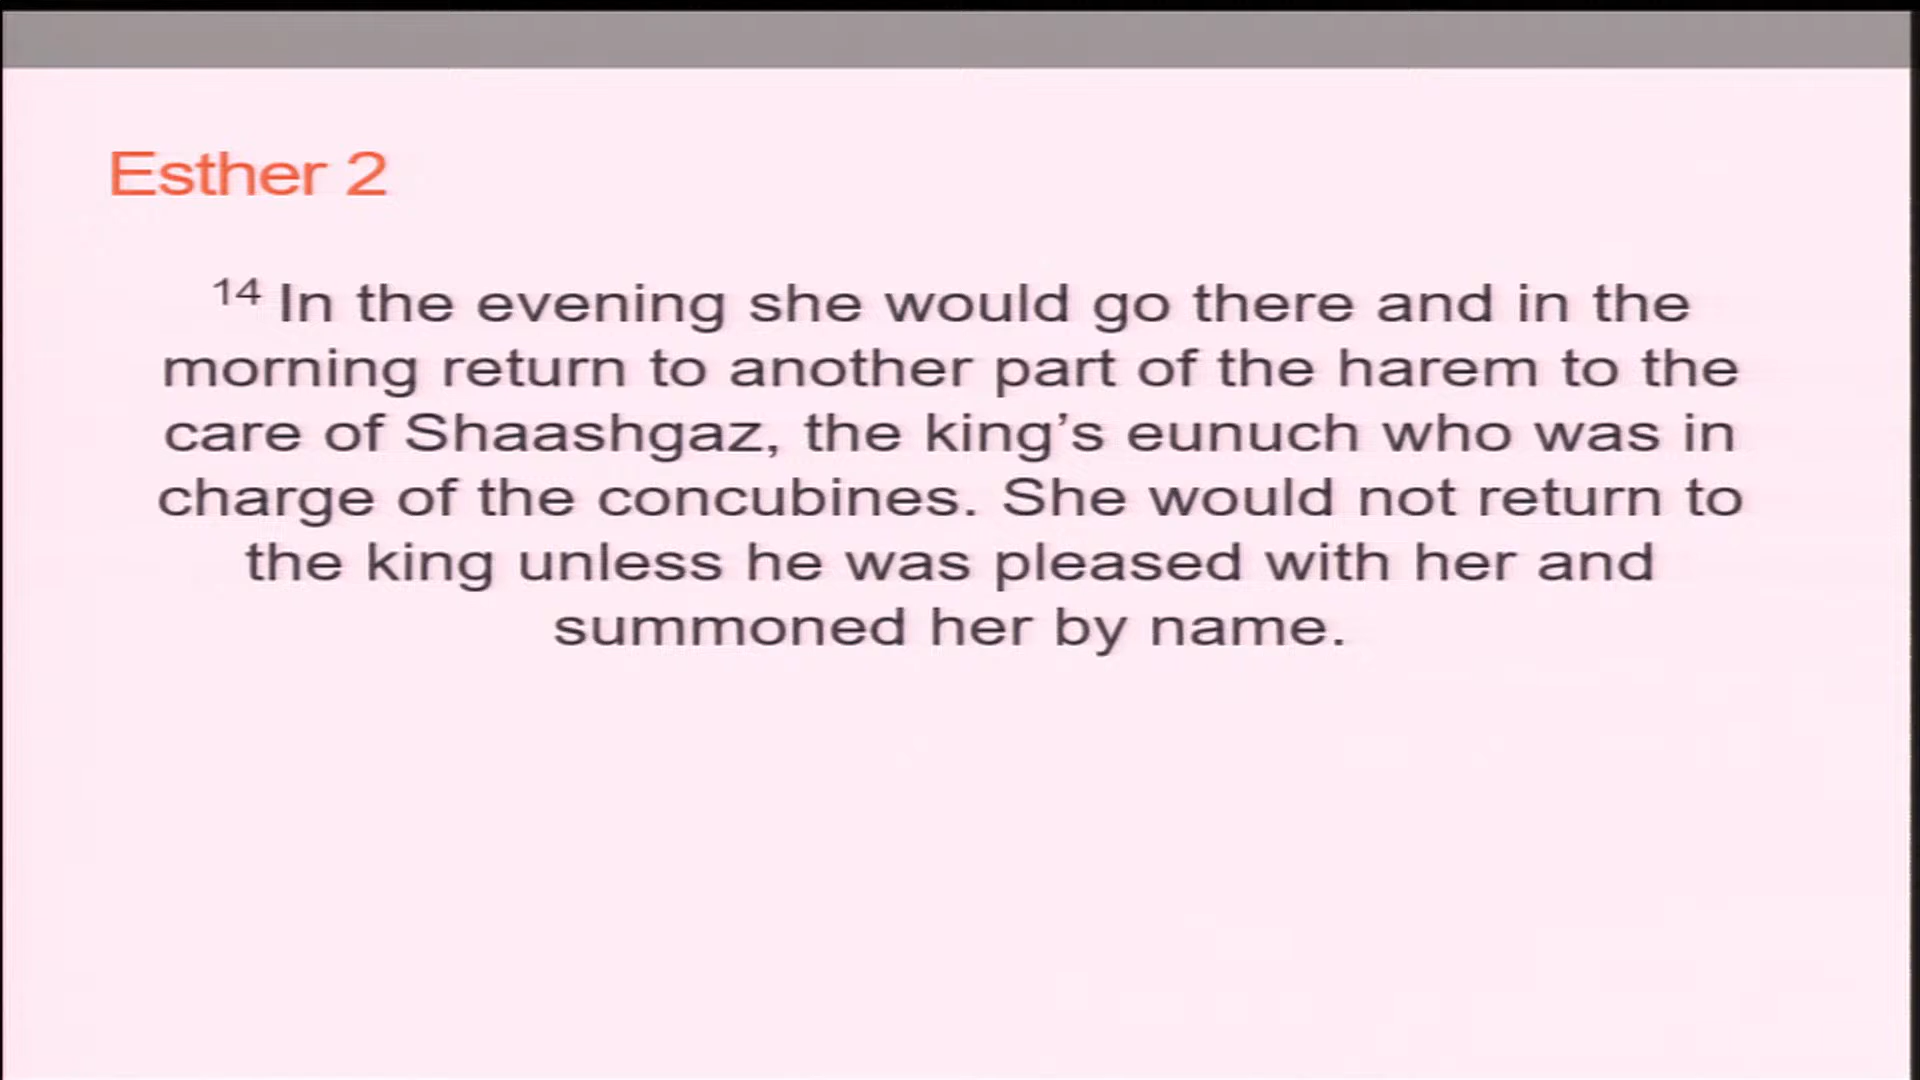 Esther 2
14 In the evening she would go there and in the
morning return to another part of the harem to the
care of Shaashgaz, the king’s eunuch who was in
charge of the concubines. She would not return to
the king unless he was pleased with her and
summoned her by name.